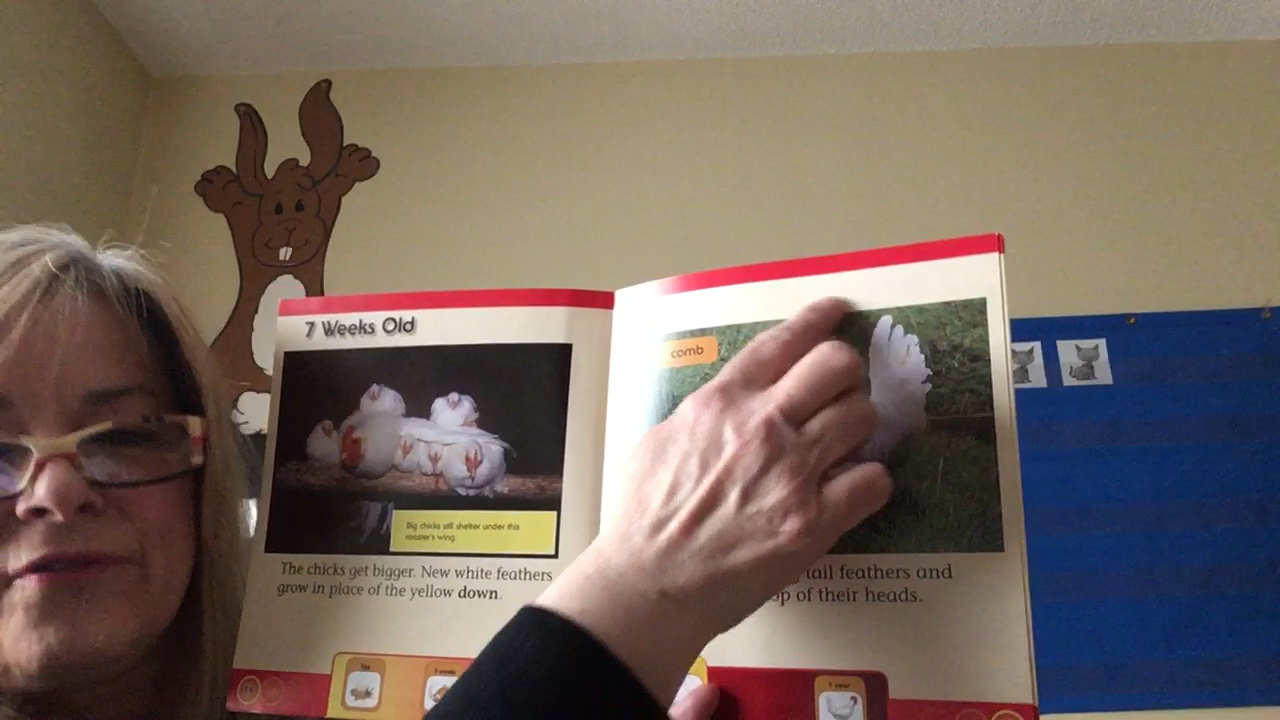 7 Weeks Old
Big chicks still shelter under this
rooster's wing.
The chicks get bigger. New white feathers
grow in place of the yellow down.
comb
tail feathers and
of their heads.